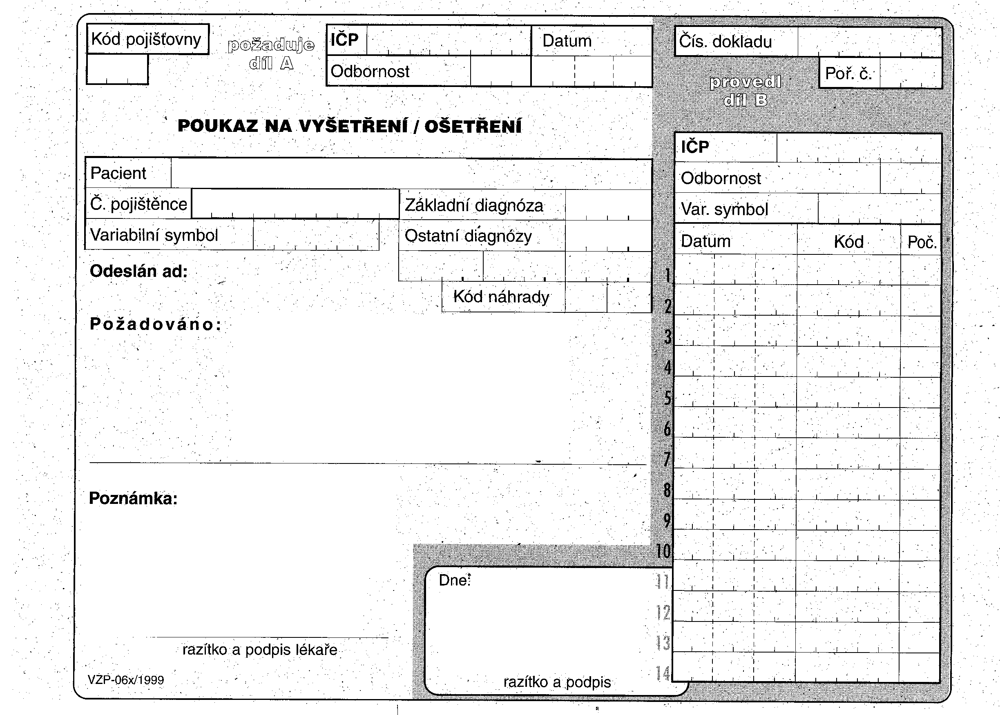 Kód pojišťovny
požaduje
díl A
IČP
Datum
Odbornost
Čís. dokladu
Poř. č.
provedl
díl B
POUKAZ NA VYŠETŘENÍ / OŠETŘENÍ
Pacient
Č. pojištěnce
Základní diagnóza
Variabilní symbol
Ostatní diagnózy
Odeslán ad:
Kód náhrady
Požadováno:
Poznámka:
razítko a podpis lékaře
VZP-06x/1999
Dne:
razítko a podpis
IČP
Odbornost
Var. symbol
Datum Kód Poč.
1
2
3
4
5
6
7
8
9
10
11
12
13
14